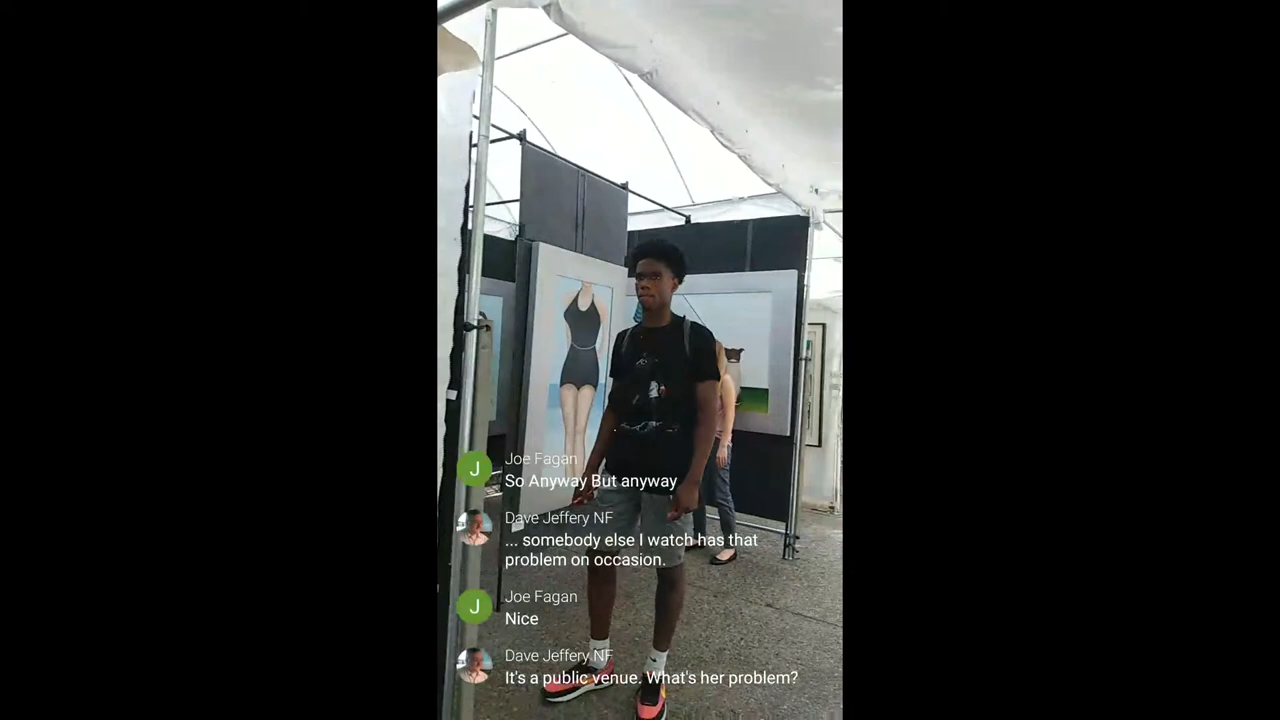 Joe Fagan
So Anyway But anyway
Dave Jeffery NF
... somebody else I watch has that
problem on occasion.
Joe Fagan
Nice
Dave Jeffery NF
It's a public venue. What's her problem?
J
J